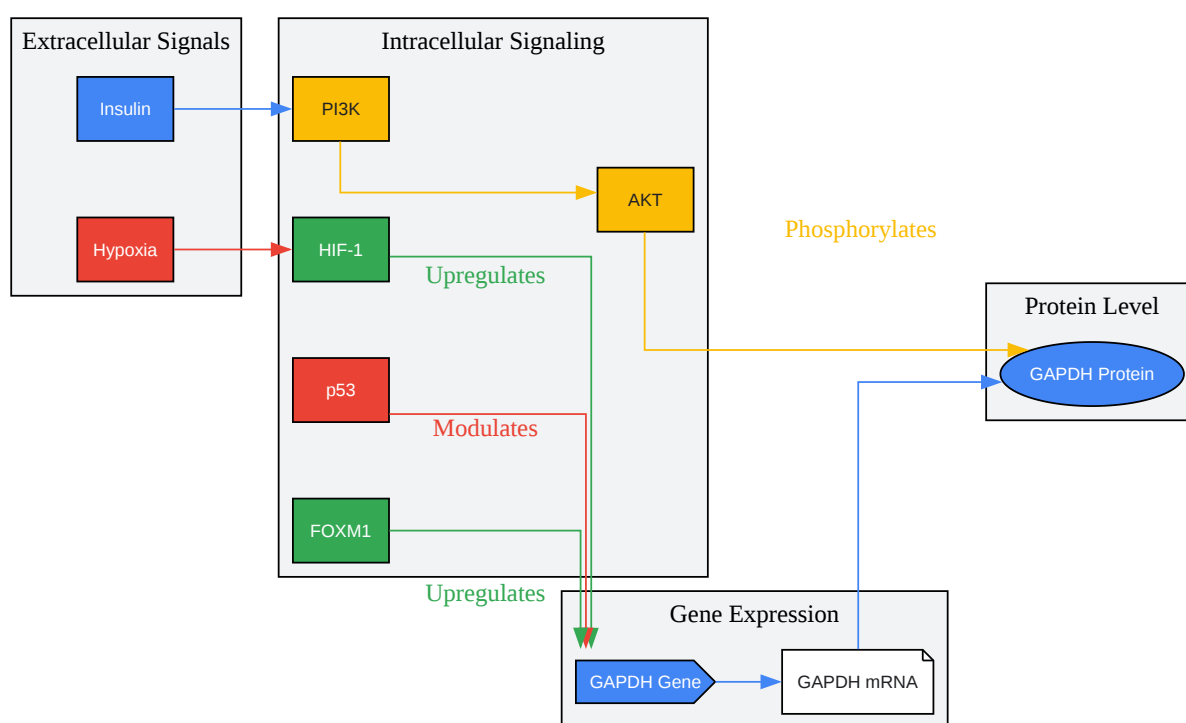 Extracellular Signals
Intracellular Signaling
Insulin
PI3K
AKT
Phosphorylates
Hypoxia
HIF-1
Upregulates
Protein Level
GAPDH Protein
p53
Modulates
FOXM1
Upregulates
Gene Expression
GAPDH Gene
GAPDH mRNA